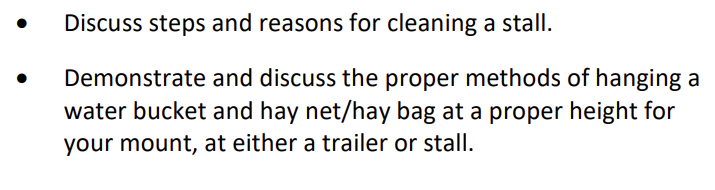 • Discuss steps and reasons for cleaning a stall.
• Demonstrate and discuss the proper methods of hanging a
water bucket and hay net/hay bag at a proper height for
your mount, at either a trailer or stall.